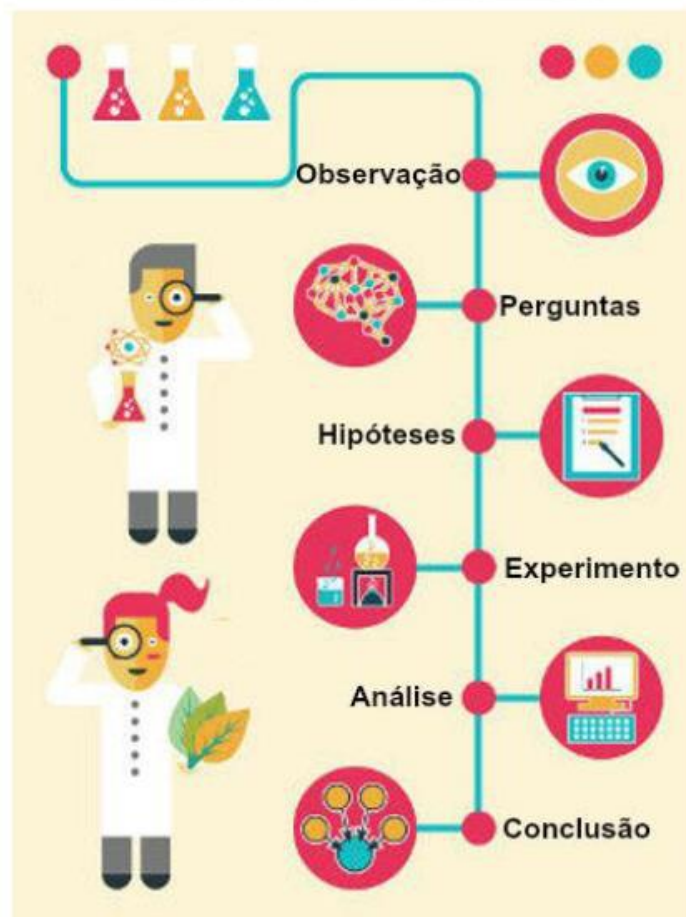 Observação
Perguntas
Hipóteses
Experimento
Análise
Conclusão